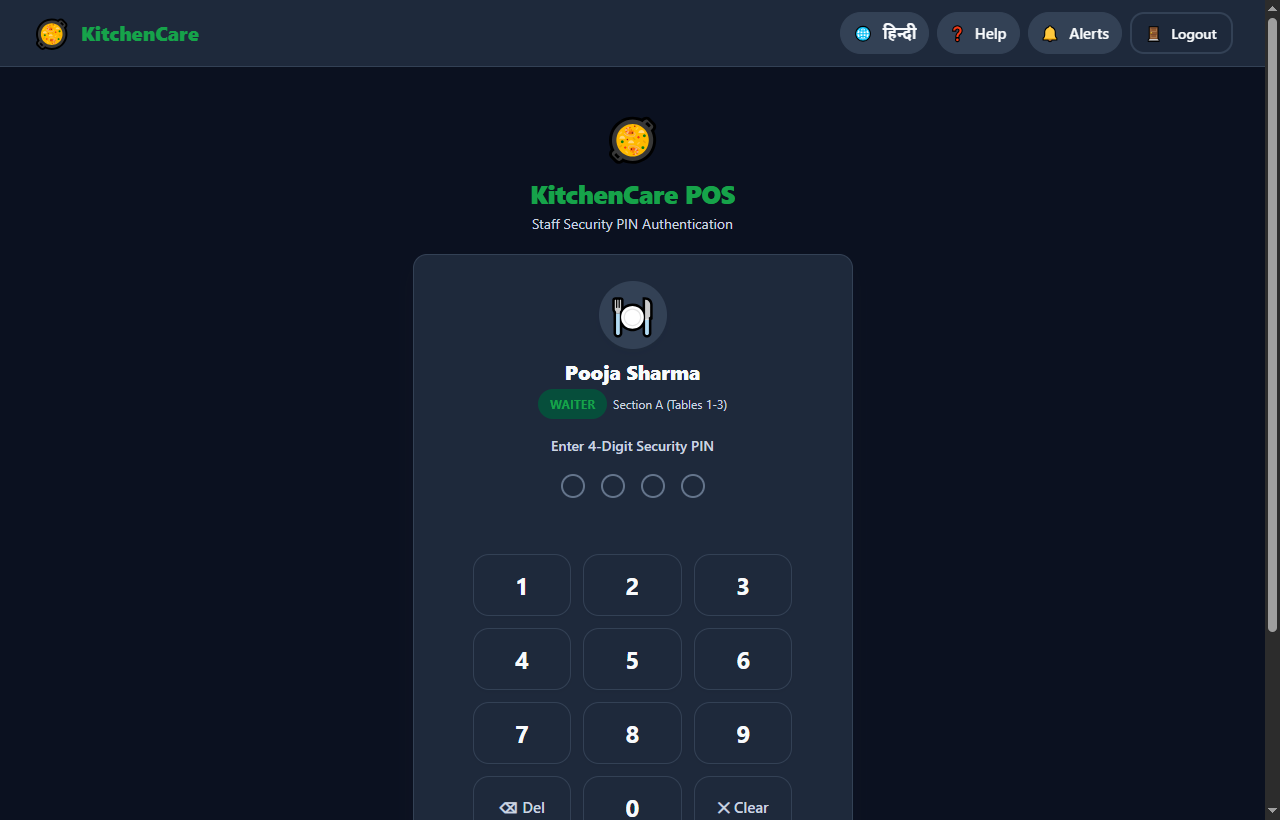 KitchenCare
हिन्दी
Help
Alerts
Logout
KitchenCare POS
Staff Security PIN Authentication
Pooja Sharma
WAITER Section A (Tables 1-3)
Enter 4-Digit Security PIN
1 2 3
4 5 6
7 8 9
⌫ Del 0 ✕ Clear